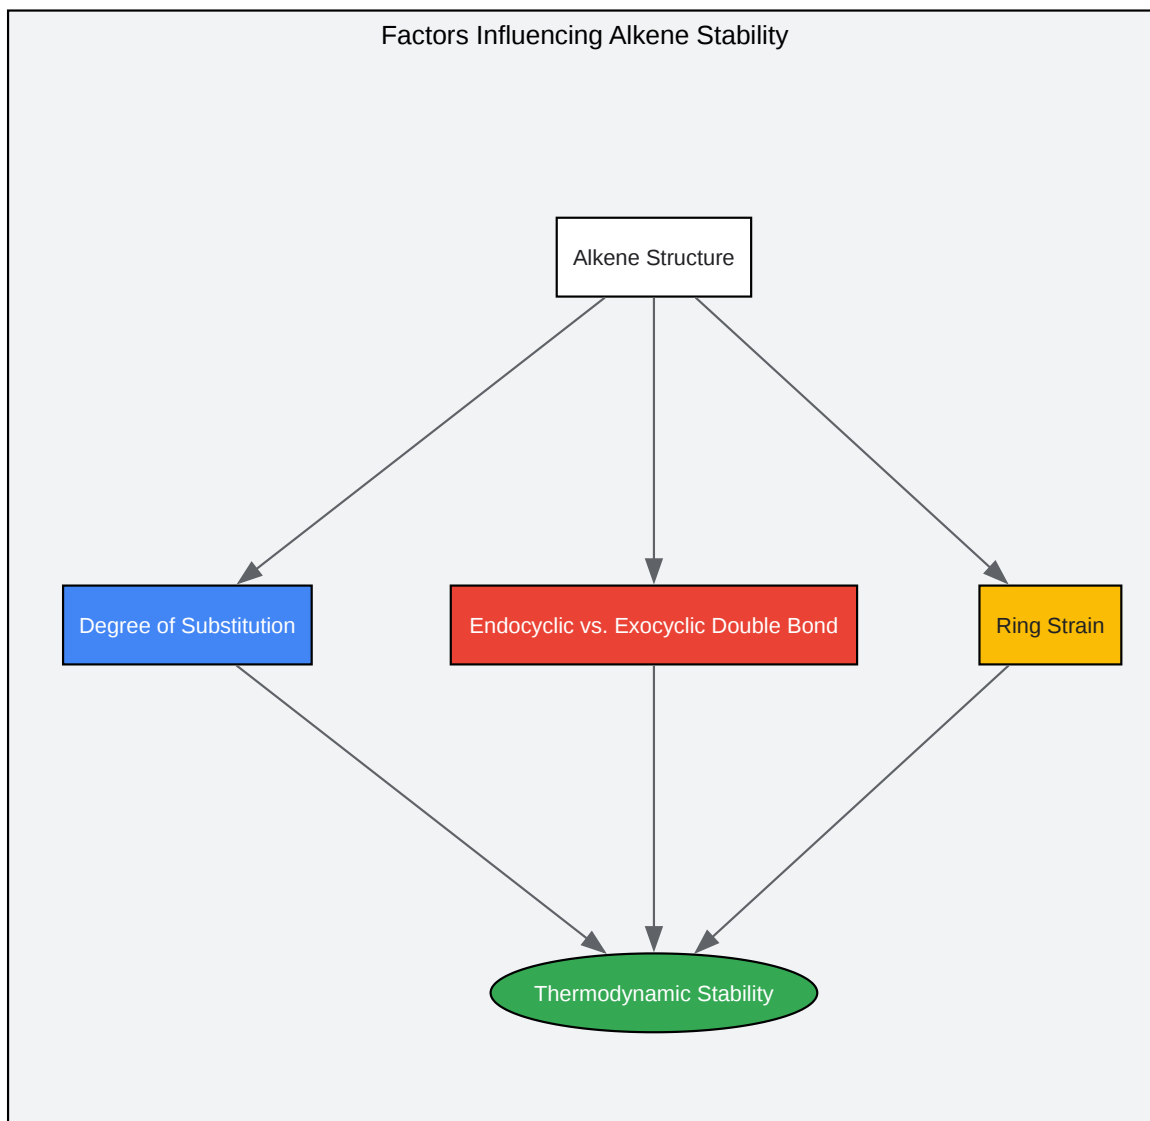 Factors Influencing Alkene Stability
Alkene Structure
Degree of Substitution
Endocyclic vs. Exocyclic Double Bond
Ring Strain
Thermodynamic Stability